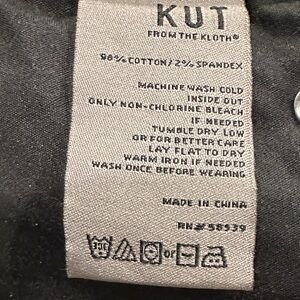 KUT
FROM THE KLOTH®
98% COTTON/2% SPANDEX
MACHINE WASH COLD
INSIDE OUT
ONLY NON-CHLORINE BLEACH
IF NEEDED
TUMBLE DRY LOW
OR FOR BETTER CARE
LAY FLAT TO DRY
WARM IRON IF NEEDED
WASH ONCE BEFORE WEARING
MADE IN CHINA
RN# 58539
or